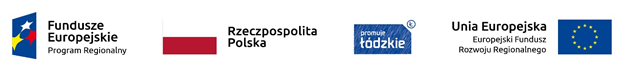 Fundusze
Europejskie
Program Regionalny
Rzeczpospolita
Polska
promuje
łódzkie
Unia Europejska
Europejski Fundusz
Rozwoju Regionalnego